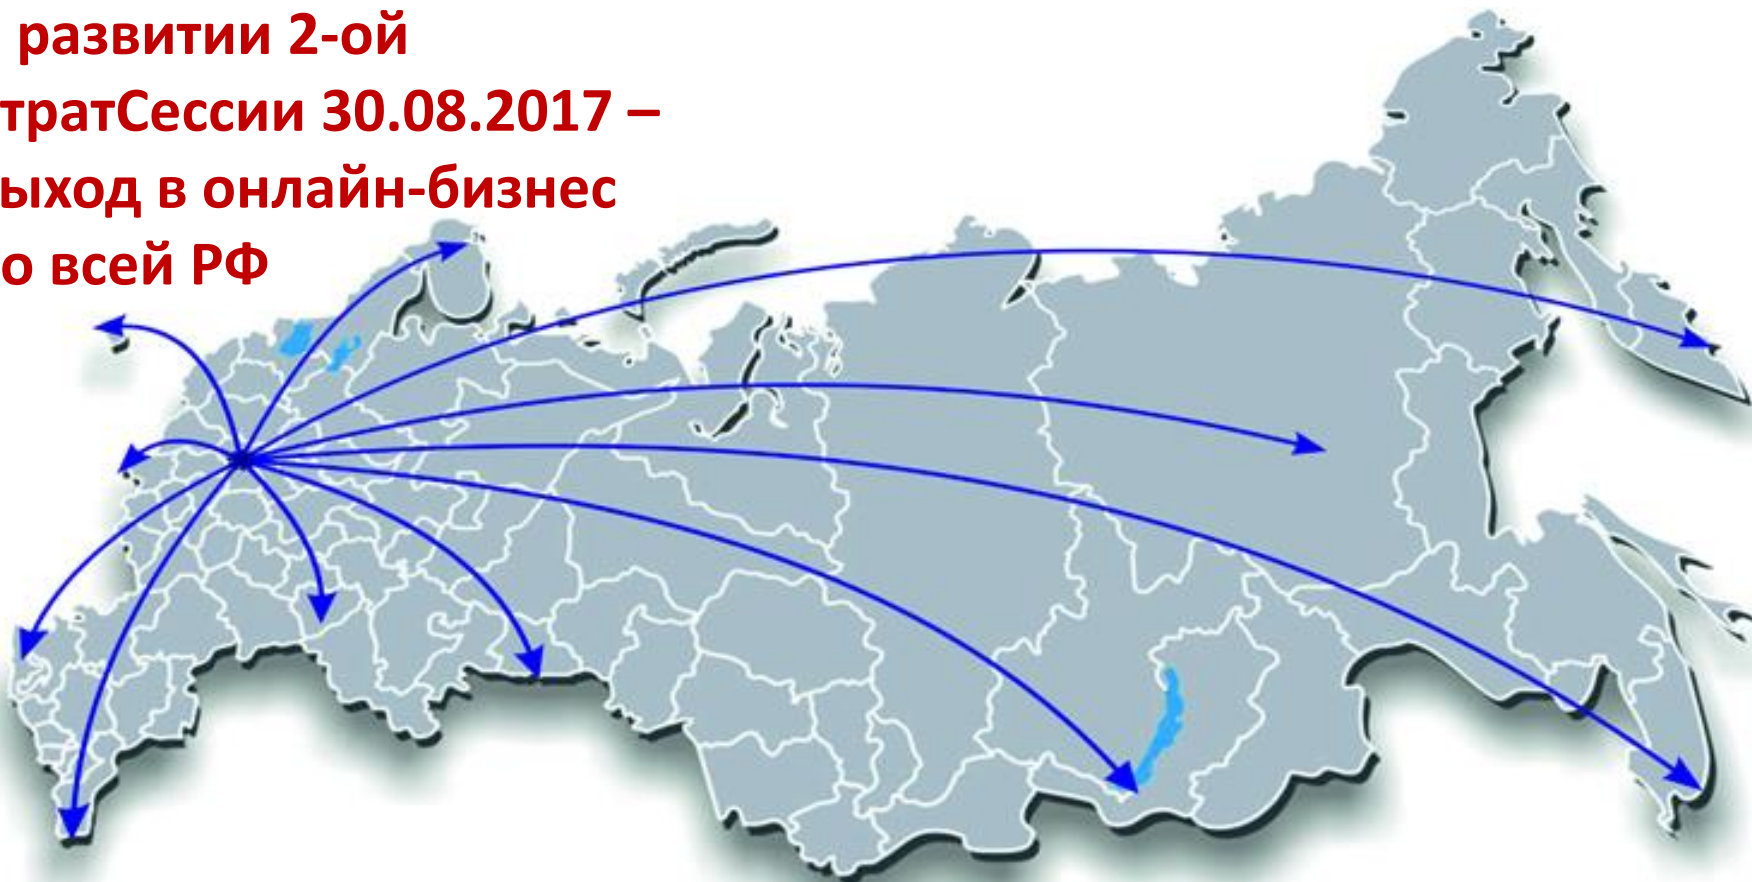 развитии 2-ой
тратСессии 30.08.2017 –
ыход в онлайн-бизнес
о всей РФ